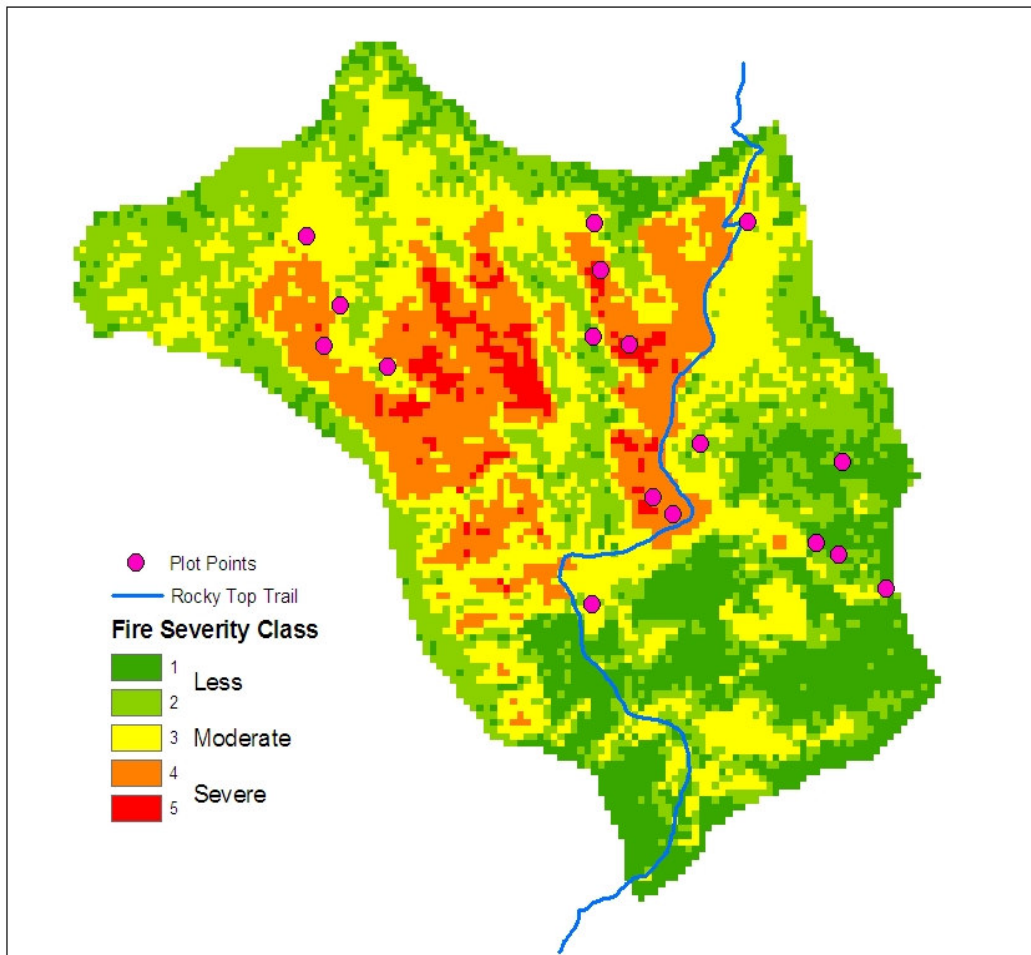 Plot Points
Rocky Top Trail
Fire Severity Class
1
Less
2
3 Moderate
4
Severe
5